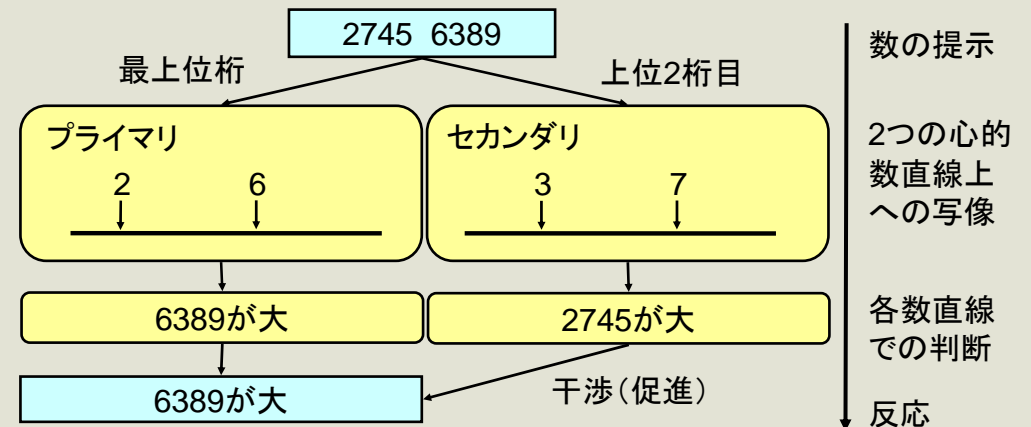 2745 6389
最上位桁
上位2桁目
プライマリ
2 6
セカンダリ
3 7
6389が大
2745が大
6389が大
干渉（促進）
数の提示
2つの心的
数直線上
への写像
各数直線
での判断
反応